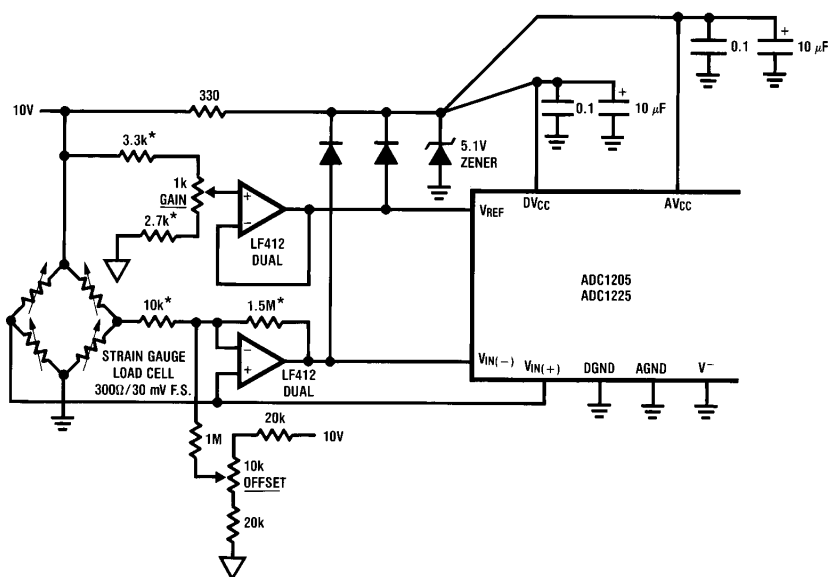 0.1
10 µF
10V
330
0.1
10 µF
3.3k*
5.1V
ZENER
1k
GAIN
2.7k*
+
−
LF412
DUAL
VREF
DVCC
AVCC
ADC1205
ADC1225
10k*
1.5M*
STRAIN GAUGE
LOAD CELL
300Ω/30 mV F.S.
−
+
LF412
DUAL
VIN(−)
VIN(+)
DGND
AGND
V−
1M
20k
10V
10k
OFFSET
20k
+
+